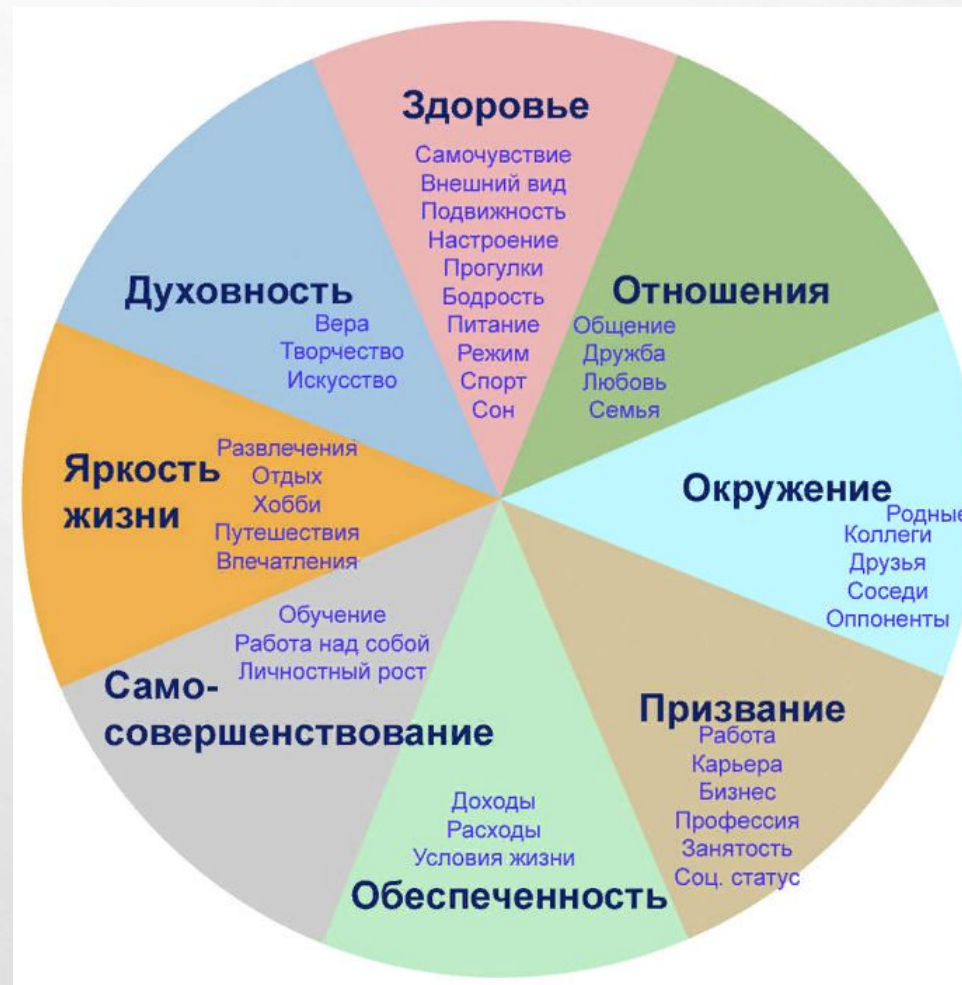 Здоровье
Самочувствие
Внешний вид
Подвижность
Настроение
Прогулки
Бодрость
Питание
Режим
Спорт
Сон
Отношения
Общение
Дружба
Любовь
Семья
Окружение
Родные
Коллеги
Друзья
Соседи
Оппоненты
Призвание
Работа
Карьера
Бизнес
Профессия
Занятость
Соц. статус
Доходы
Расходы
Условия жизни
Обеспеченность
Обучение
Работа над собой
Личностный рост
Само-
совершенствование
Яркость
жизни
Развлечения
Отдых
Хобби
Путешествия
Впечатления
Духовность
Вера
Творчество
Искусство